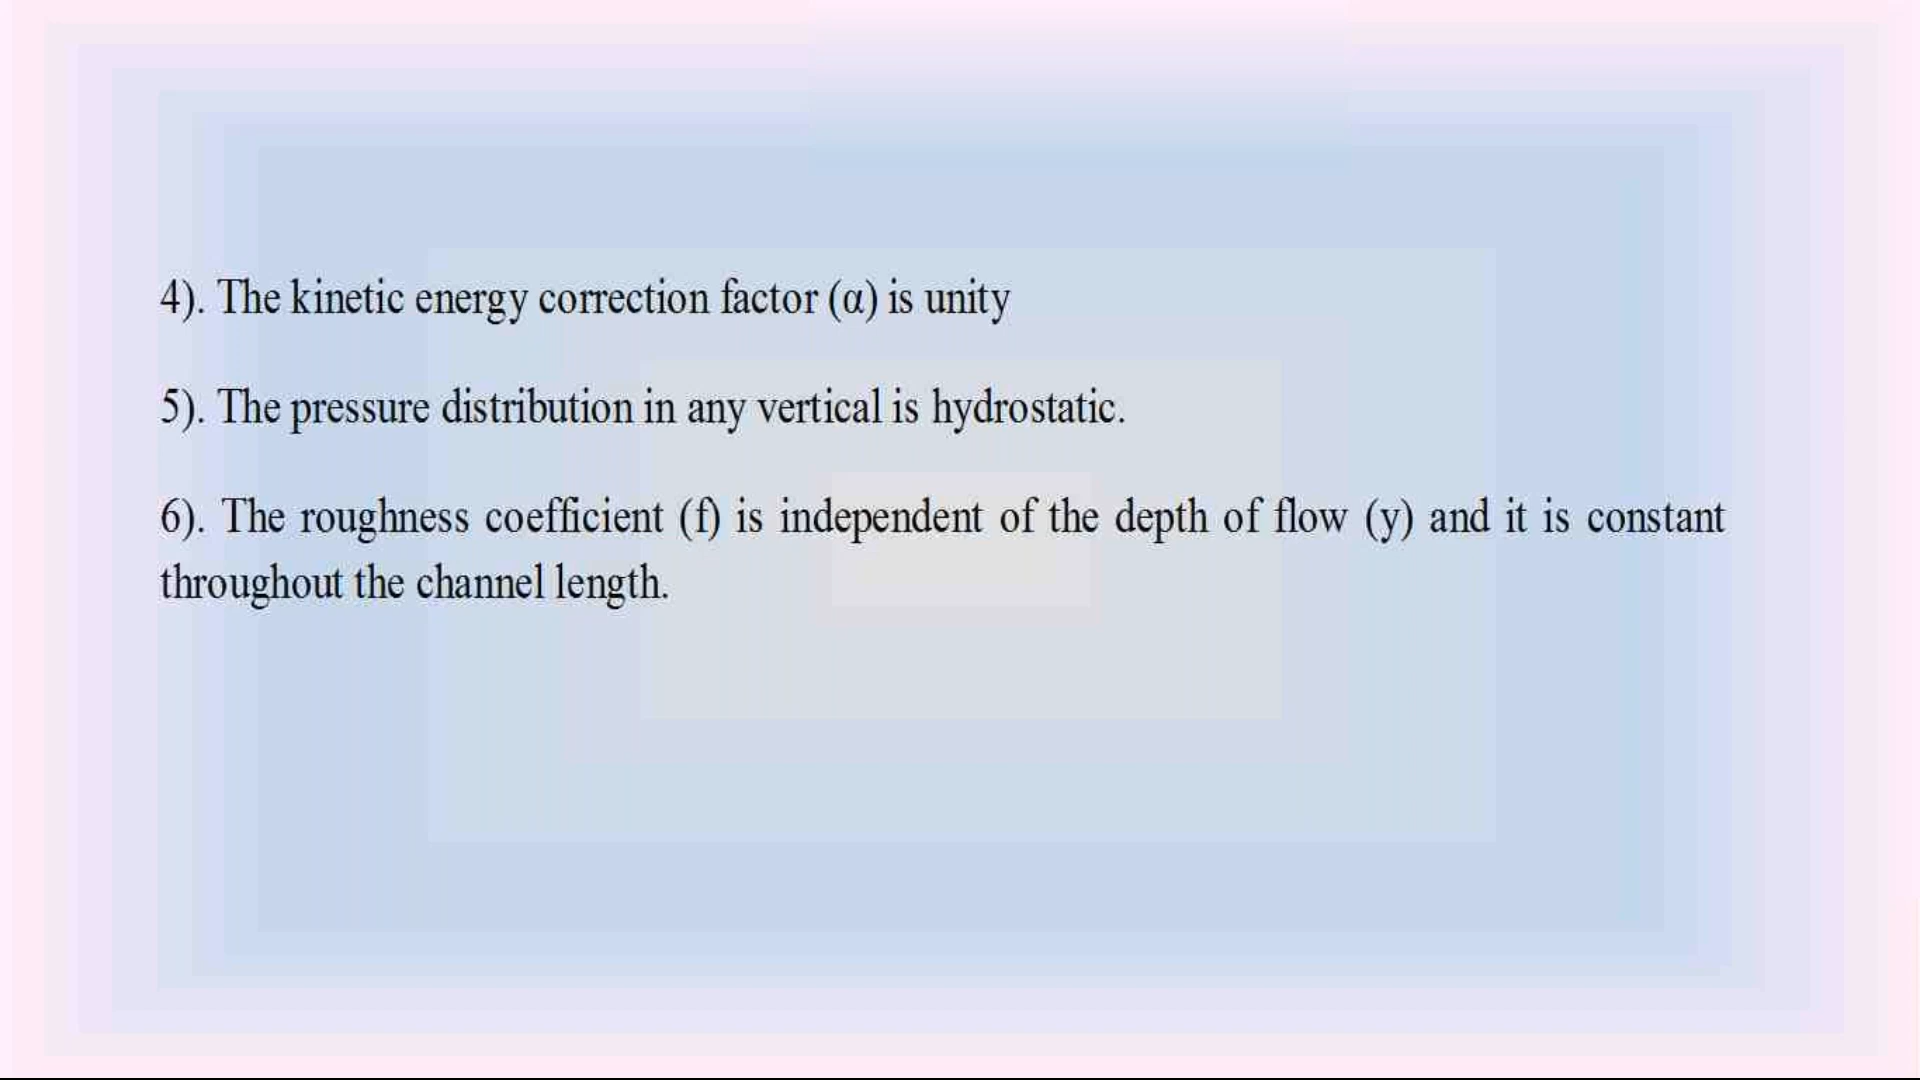 4). The kinetic energy correction factor (α) is unity
5). The pressure distribution in any vertical is hydrostatic.
6). The roughness coefficient (f) is independent of the depth of flow (y) and it is constant
throughout the channel length.